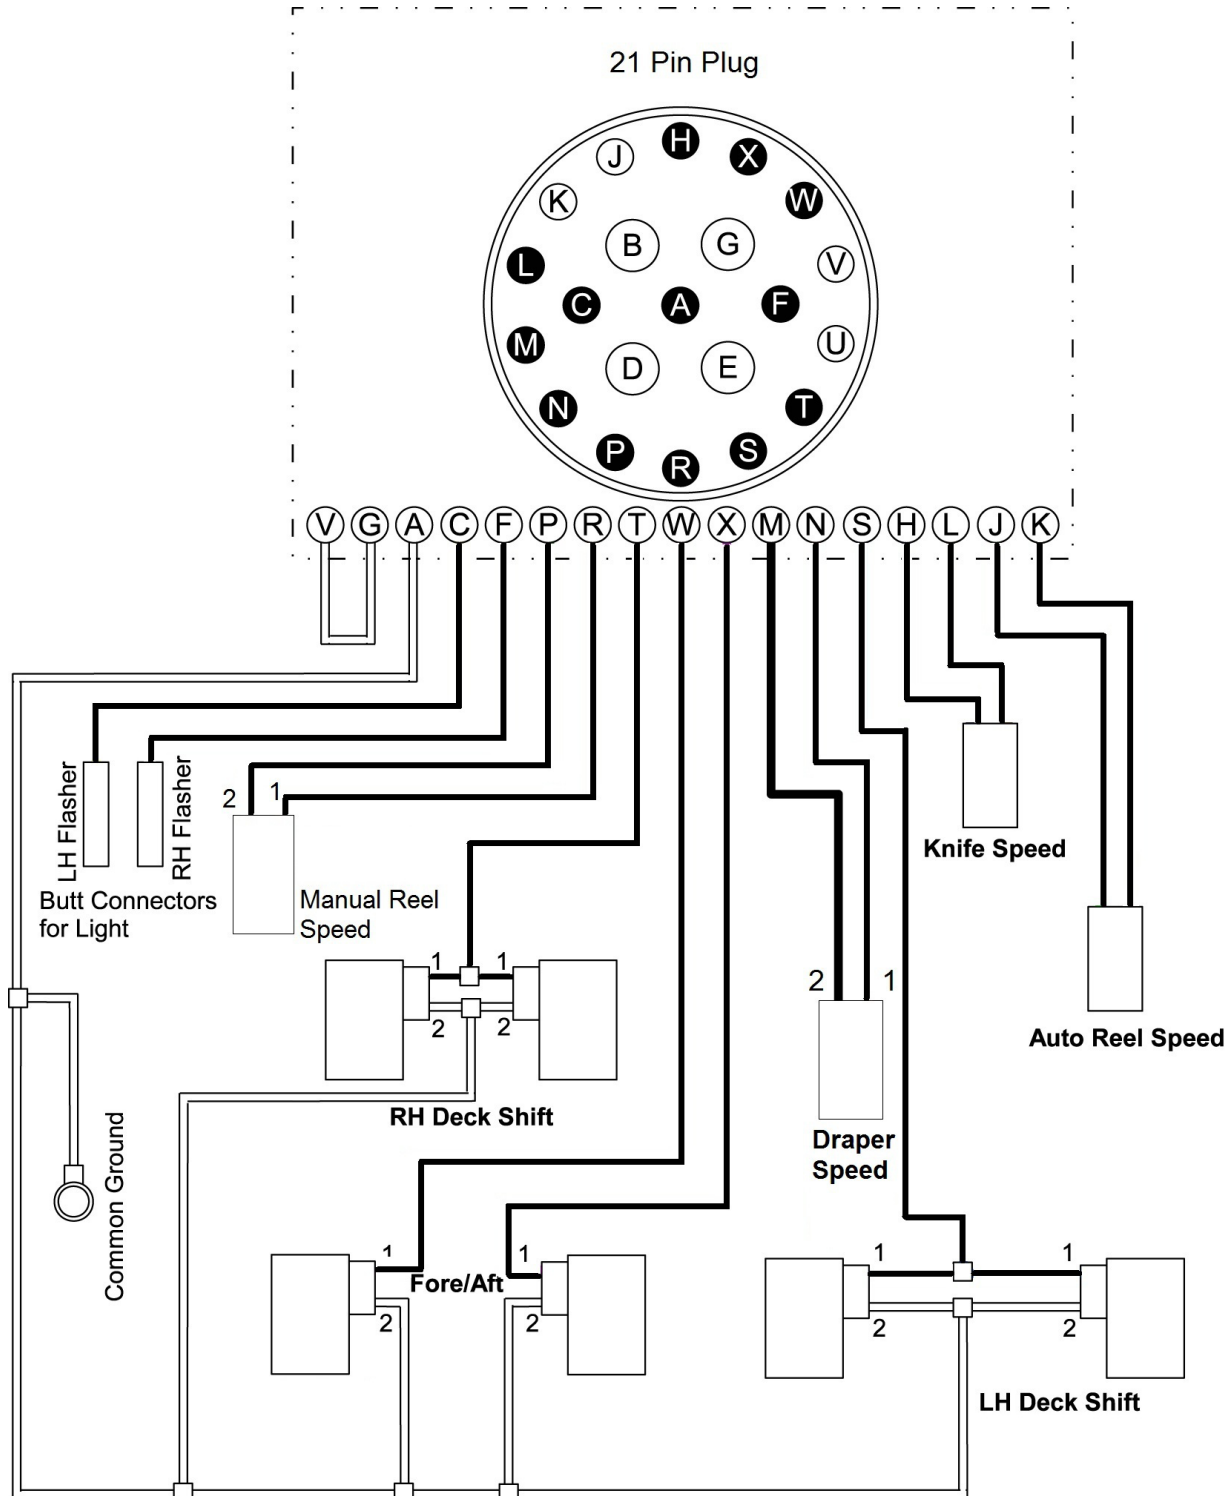 21 Pin Plug
H
J X
K W
B G
L V
C A F
M U
D E
N T
P S
R
V G A C F P R T W X M N S H L J K
LH Flasher
RH Flasher
2 1
Butt Connectors
for Light
Manual Reel
Speed
Knife Speed
1 1
2 2
RH Deck Shift
2 1
Draper
Speed
Auto Reel Speed
Common Ground
1 1
Fore/Aft
2 2
1 1
2 2
LH Deck Shift